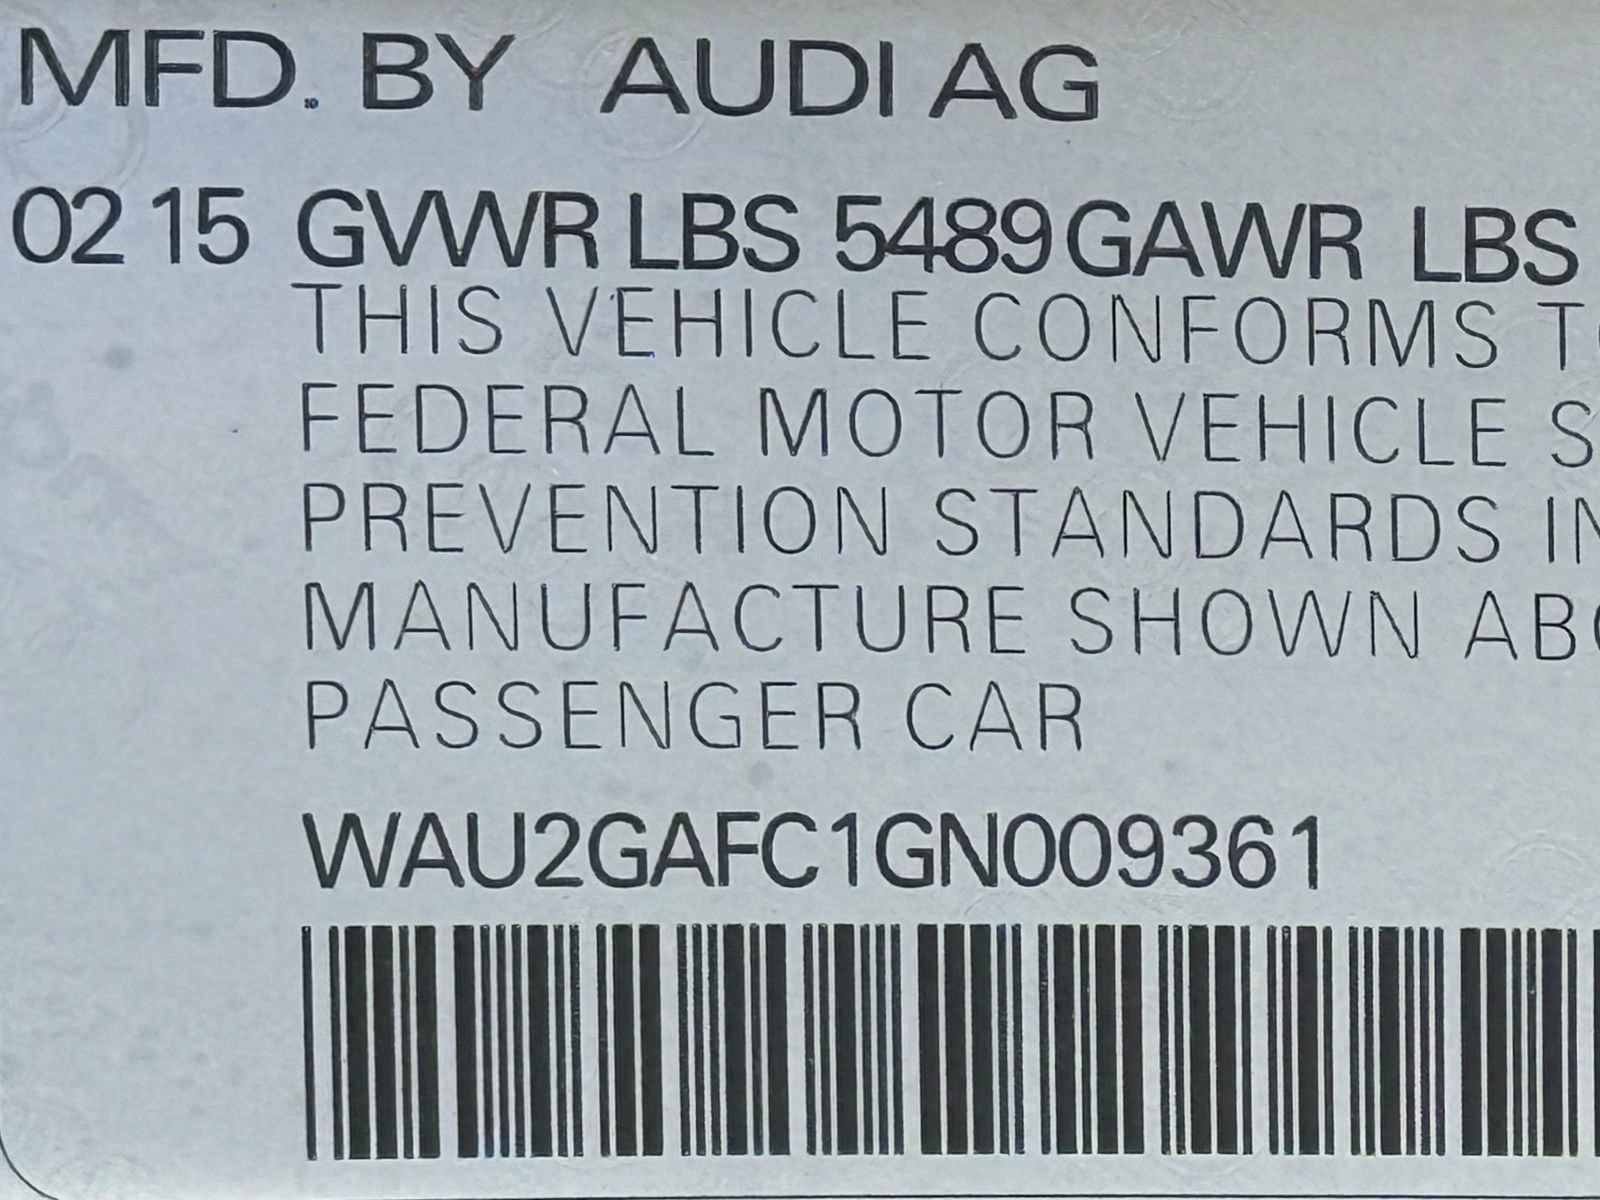 MFD. BY AUDI AG
02 15 GVWR LBS 5489 GAWR LBS
THIS VEHICLE CONFORMS
FEDERAL MOTOR VEHICLE
PREVENTION STANDARDS
MANUFACTURE SHOWN
PASSENGER CAR
WAU2GAFC1GN009361